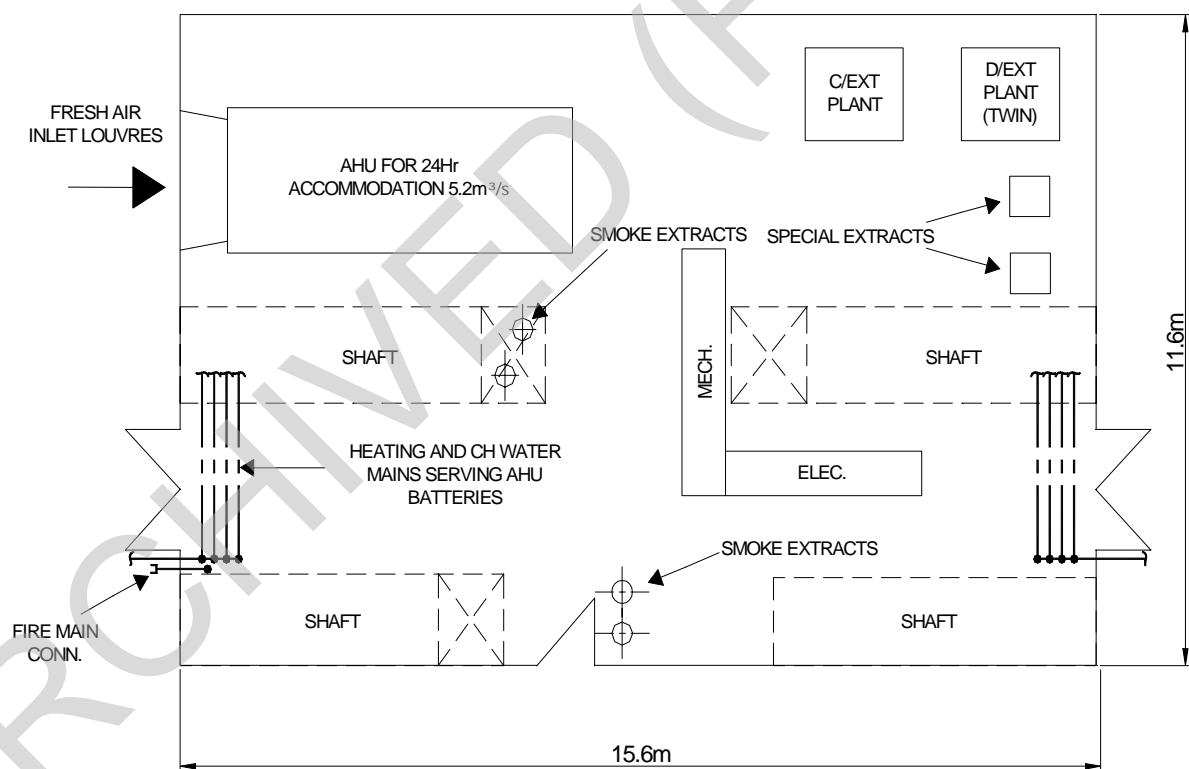 FRESH AIR
INLET LOUVRES
AHU FOR 24Hr
ACCOMMODATION 5.2m³/s
C/EXT
PLANT
D/EXT
PLANT
(TWIN)
SMOKE EXTRACTS
SPECIAL EXTRACTS
SHAFT
MECH.
SHAFT
11.6m
HEATING AND CH WATER
MAINS SERVING AHU
BATTERIES
ELEC.
SMOKE EXTRACTS
SHAFT
SHAFT
FIRE MAIN
CONN.
15.6m
RCHIVED (